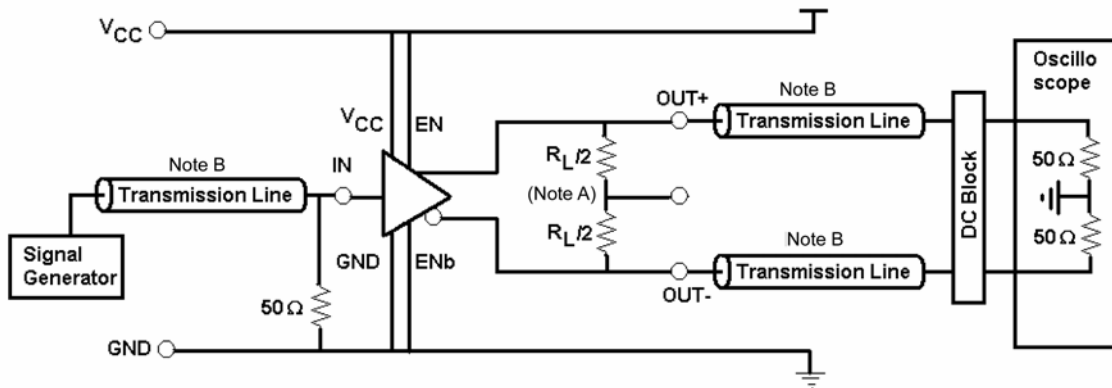 VCC
Oscillo
scope
Note B
OUT+
Transmission Line
VCC
EN
RL/2
50 Ω
Note B
IN
(Note A)
DC Block
Transmission Line
RL/2
50 Ω
Note B
Signal
Generator
GND
ENb
Transmission Line
OUT-
50 Ω
GND